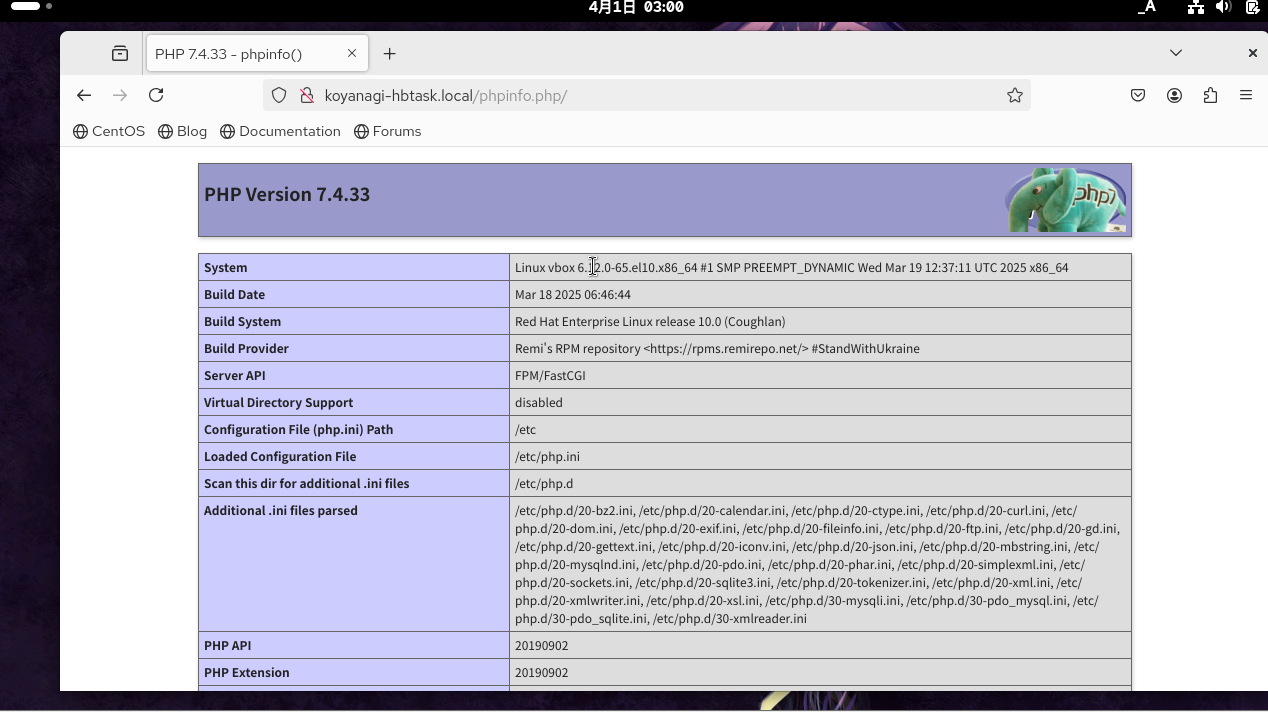 4月1日 03:00
_A
PHP 7.4.33 - phpinfo()
koyanagi-hbtask.local/phpinfo.php/
CentOS Blog Documentation Forums
PHP Version 7.4.33
php7
System Linux vbox 6.12.0-65.el10.x86_64 #1 SMP PREEMPT_DYNAMIC Wed Mar 19 12:37:11 UTC 2025 x86_64
Build Date Mar 18 2025 06:46:44
Build System Red Hat Enterprise Linux release 10.0 (Coughlan)
Build Provider Remi's RPM repository <https://rpms.remirepo.net/> #StandWithUkraine
Server API FPM/FastCGI
Virtual Directory Support disabled
Configuration File (php.ini) Path /etc
Loaded Configuration File /etc/php.ini
Scan this dir for additional .ini files /etc/php.d
Additional .ini files parsed /etc/php.d/20-bz2.ini, /etc/php.d/20-calendar.ini, /etc/php.d/20-ctype.ini, /etc/php.d/20-curl.ini, /etc/
php.d/20-dom.ini, /etc/php.d/20-exif.ini, /etc/php.d/20-fileinfo.ini, /etc/php.d/20-ftp.ini, /etc/php.d/20-gd.ini,
/etc/php.d/20-gettext.ini, /etc/php.d/20-iconv.ini, /etc/php.d/20-json.ini, /etc/php.d/20-mbstring.ini, /etc/
php.d/20-mysqlnd.ini, /etc/php.d/20-pdo.ini, /etc/php.d/20-phar.ini, /etc/php.d/20-simplexml.ini, /etc/
php.d/20-sockets.ini, /etc/php.d/20-sqlite3.ini, /etc/php.d/20-tokenizer.ini, /etc/php.d/20-xml.ini, /etc/
php.d/20-xmlwriter.ini, /etc/php.d/20-xsl.ini, /etc/php.d/30-mysqli.ini, /etc/php.d/30-pdo_mysql.ini, /etc/
php.d/30-pdo_sqlite.ini, /etc/php.d/30-xmlreader.ini
PHP API 20190902
PHP Extension 20190902